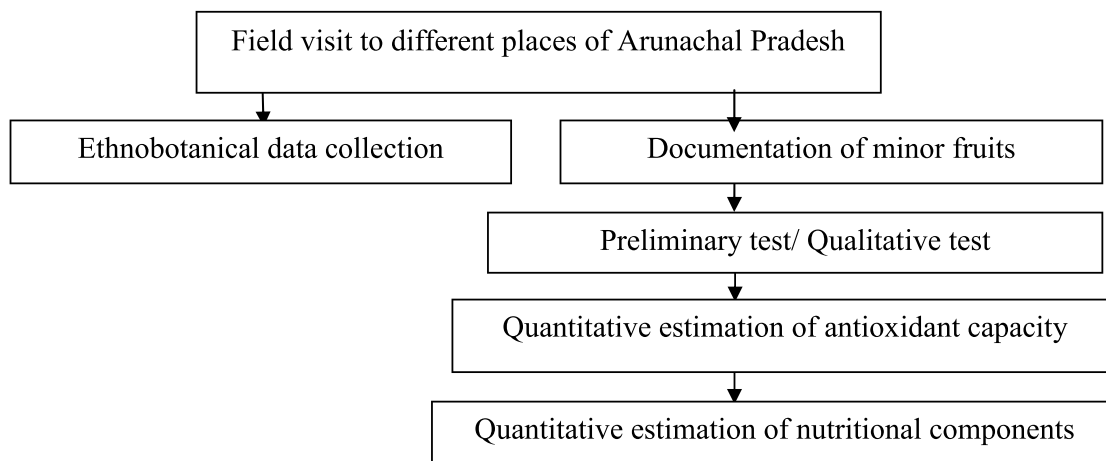 Field visit to different places of Arunachal Pradesh
Ethnobotanical data collection
Documentation of minor fruits
Preliminary test/ Qualitative test
Quantitative estimation of antioxidant capacity
Quantitative estimation of nutritional components